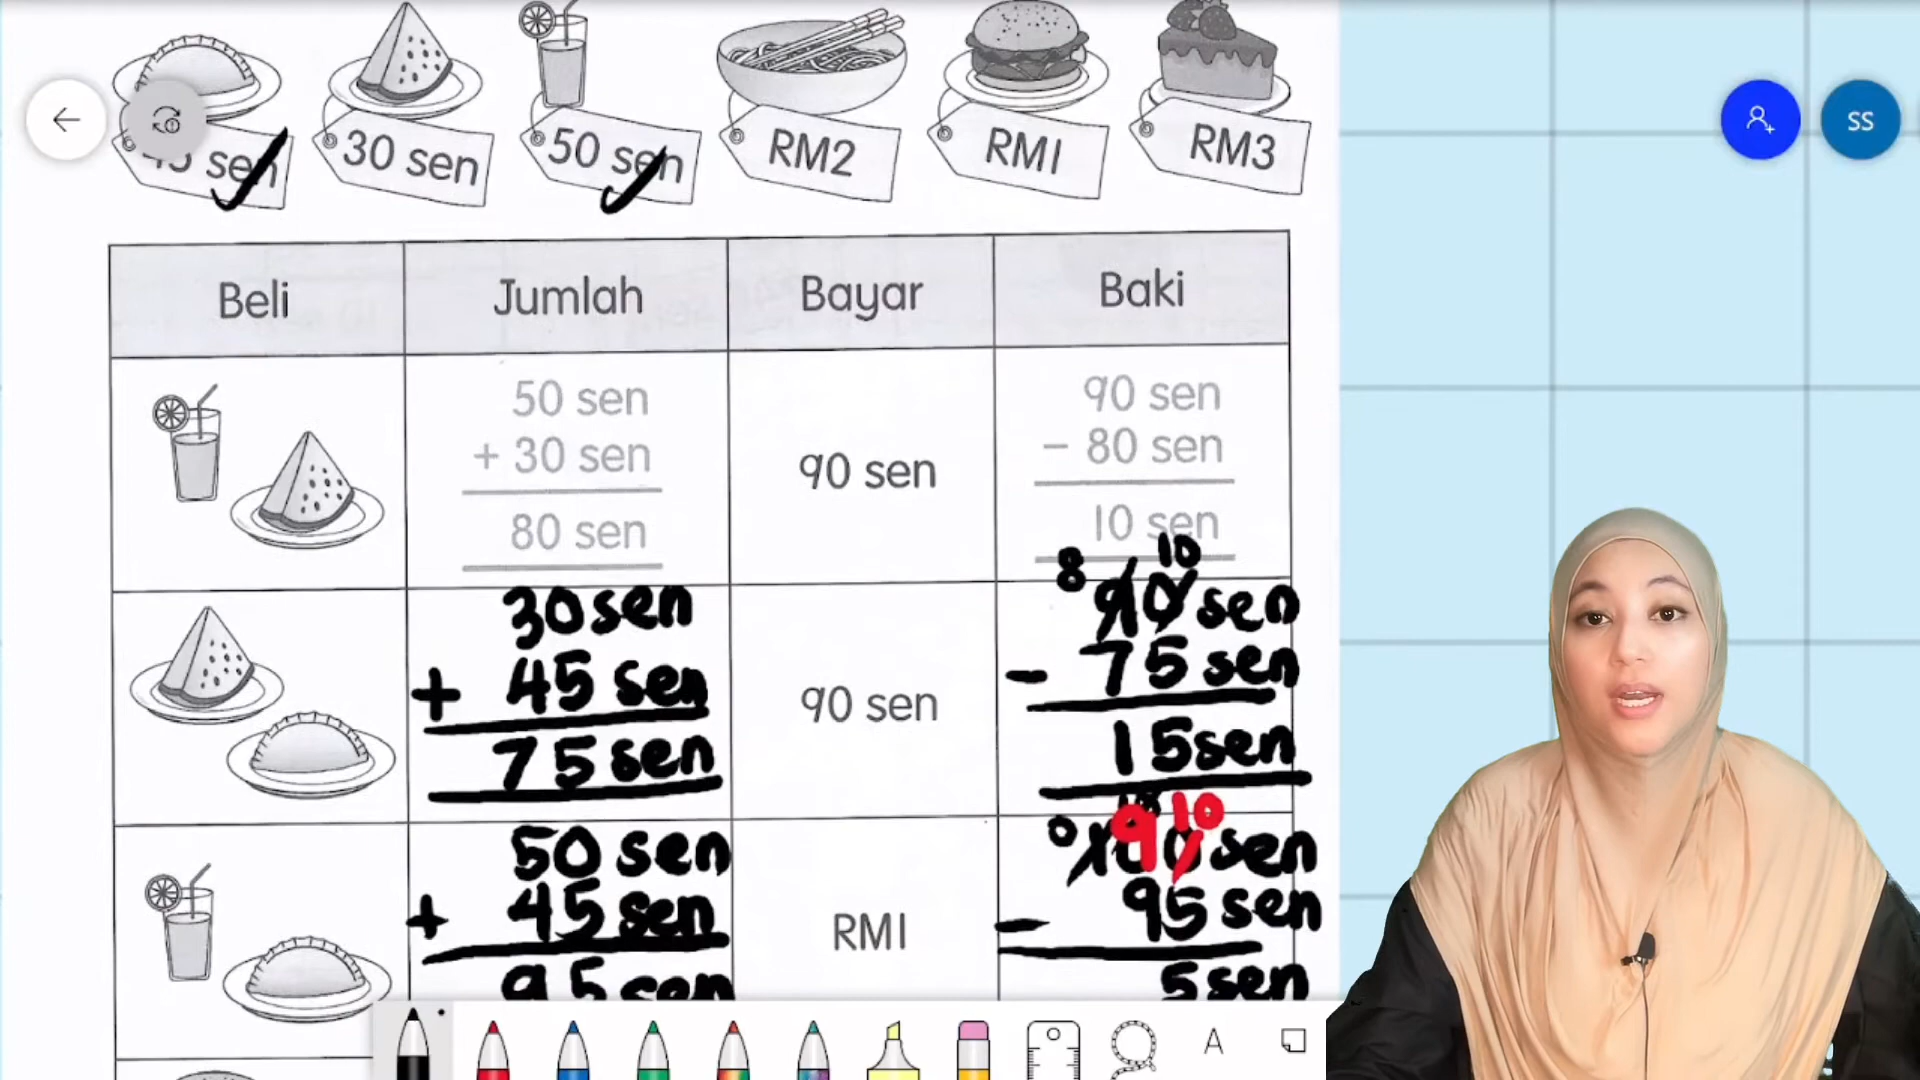 45 sen
30 sen
50 sen
RM2
RM1
RM3
SS
Beli
Jumlah
Bayar
Baki
50 sen
+ 30 sen
80 sen
90 sen
90 sen
- 80 sen
10 sen
30 sen
+ 45 sen
75 sen
90 sen
8 10
90 sen
- 75 sen
15 sen
50 sen
+ 45 sen
95 sen
RM1
0 9 10
100 sen
- 95 sen
5 sen
A